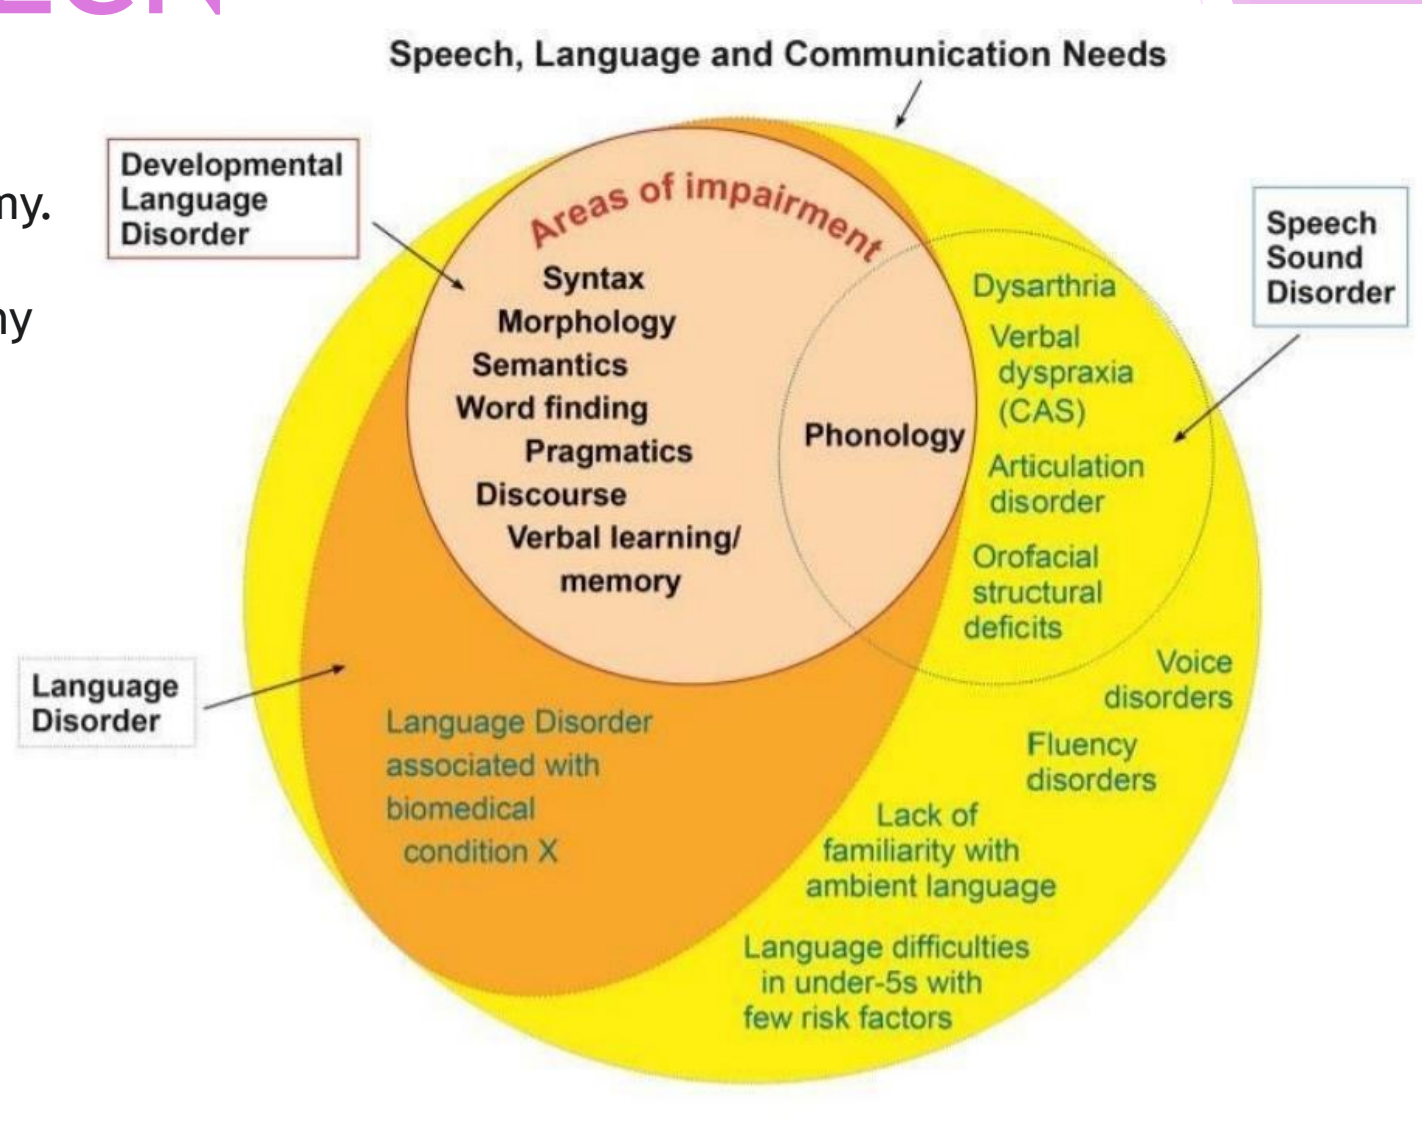 Speech, Language and Communication Needs
Developmental
Language
Disorder
Areas of impairment
Syntax
Morphology
Semantics
Word finding
Pragmatics
Discourse
Verbal learning/
memory
Phonology
Dysarthria
Verbal
dyspraxia
(CAS)
Articulation
disorder
Orofacial
structural
deficits
Speech
Sound
Disorder
Voice
disorders
Fluency
disorders
Lack of
familiarity with
ambient language
Language difficulties
in under-5s with
few risk factors
Language
Disorder
Language Disorder
associated with
biomedical
condition X